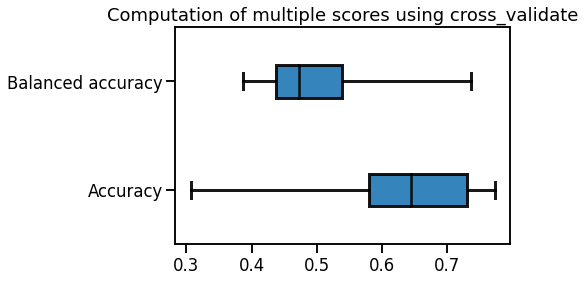 Computation of multiple scores using cross_validate
Balanced accuracy
Accuracy
0.3 0.4 0.5 0.6 0.7